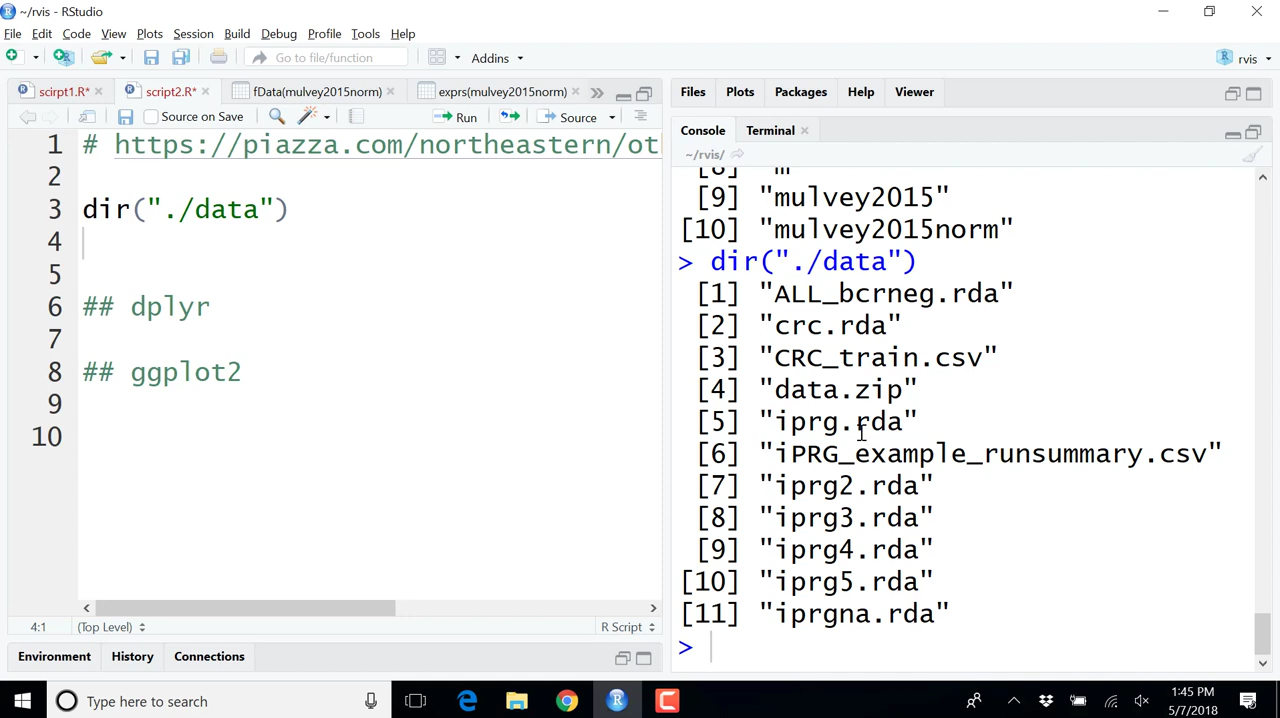 ~/rvis - RStudio
File Edit Code View Plots Session Build Debug Profile Tools Help
Go to file/function Addins rvis
scirpt1.R* script2.R* fData(mulvey2015norm) exprs(mulvey2015norm)
Source on Save Run Source
1 # https://piazza.com/northeastern/ot
2
3 dir("./data")
4
5
6 ## dplyr
7
8 ## ggplot2
9
10
4:1 (Top Level) R Script
Environment History Connections
Files Plots Packages Help Viewer
Console Terminal
~/rvis/
[8] "m"
[9] "mulvey2015"
[10] "mulvey2015norm"
> dir("./data")
[1] "ALL_bcrneg.rda"
[2] "crc.rda"
[3] "CRC_train.csv"
[4] "data.zip"
[5] "iprg.rda"
[6] "iPRG_example_runsummary.csv"
[7] "iprg2.rda"
[8] "iprg3.rda"
[9] "iprg4.rda"
[10] "iprg5.rda"
[11] "iprgna.rda"
>
Type here to search
1:45 PM
5/7/2018